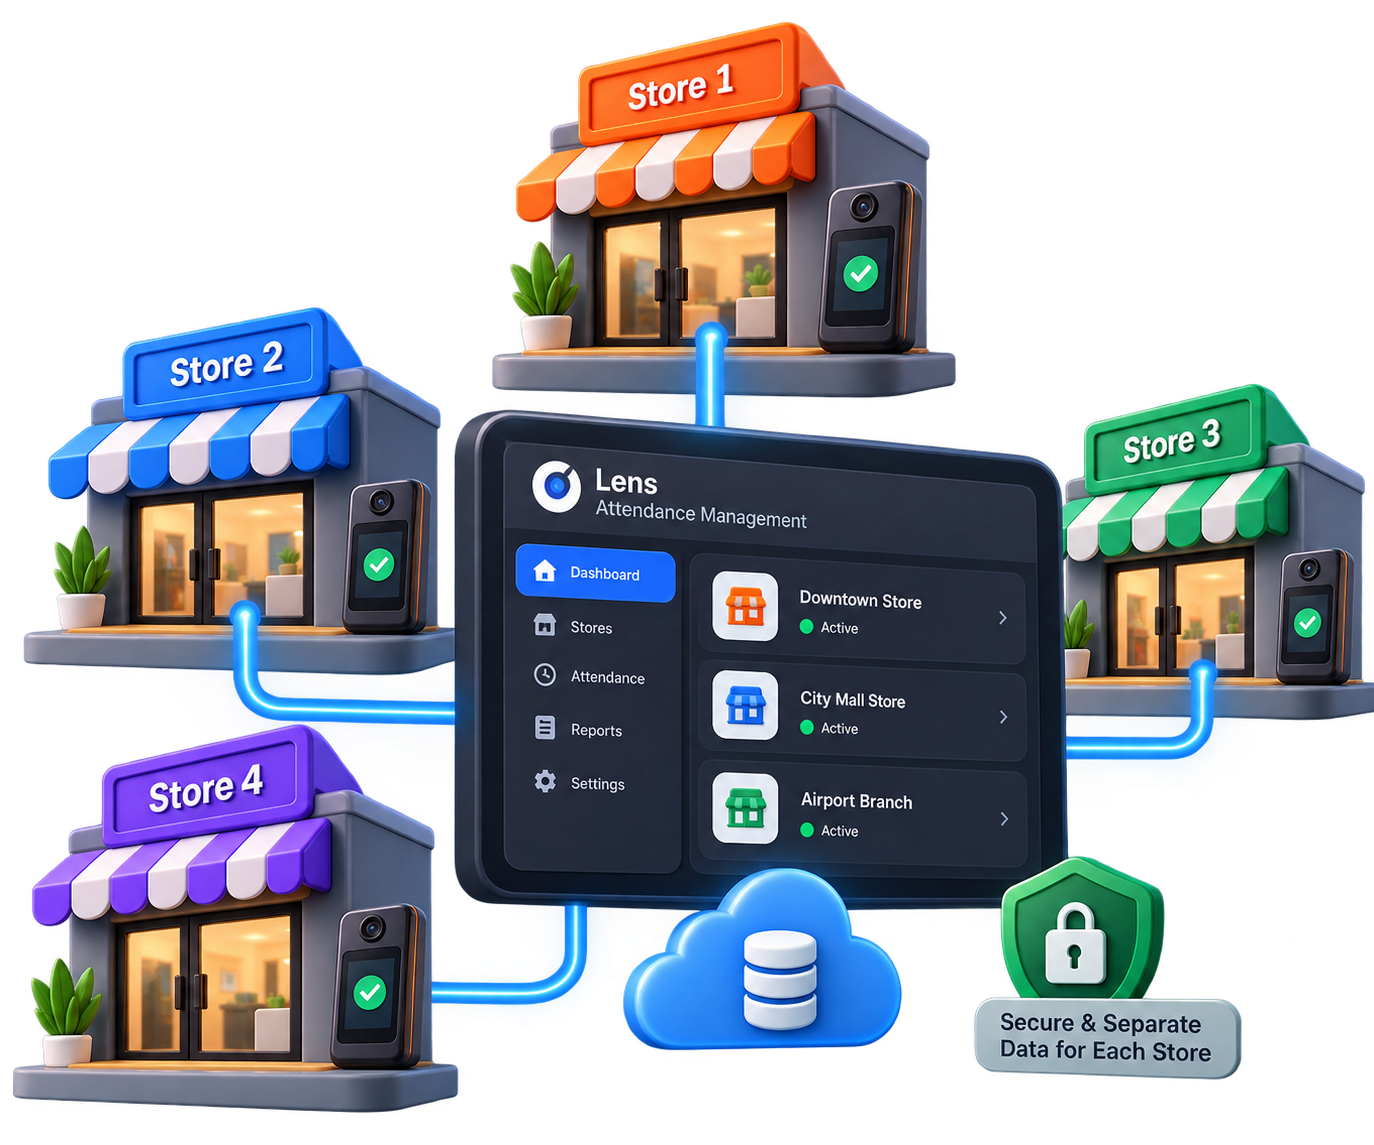 Store 1
Store 2
Store 3
Lens
Attendance Management
Dashboard
Stores
Attendance
Reports
Settings
Downtown Store
Active
City Mall Store
Active
Airport Branch
Active
Store 4
Secure & Separate
Data for Each Store